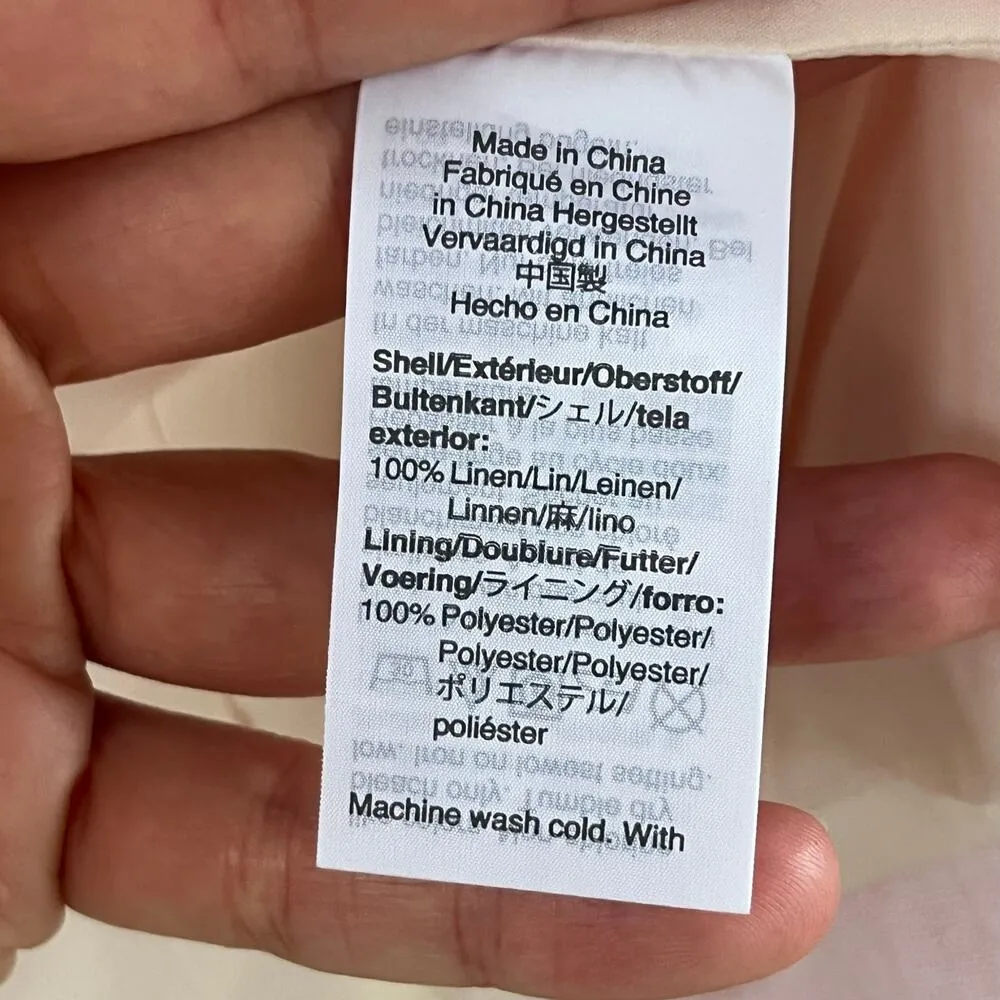 Made in China
Fabriqué en Chine
in China Hergestellt
Vervaardigd in China
中国製
Hecho en China
Shell/Extérieur/Oberstoff/
Buitenkant/シェル/tela
exterior:
100% Linen/Lin/Leinen/
Linnen/麻/lino
Lining/Doublure/Futter/
Voering/ライニング/forro:
100% Polyester/Polyester/
Polyester/Polyester/
ポリエステル/
poliéster
Machine wash cold. With